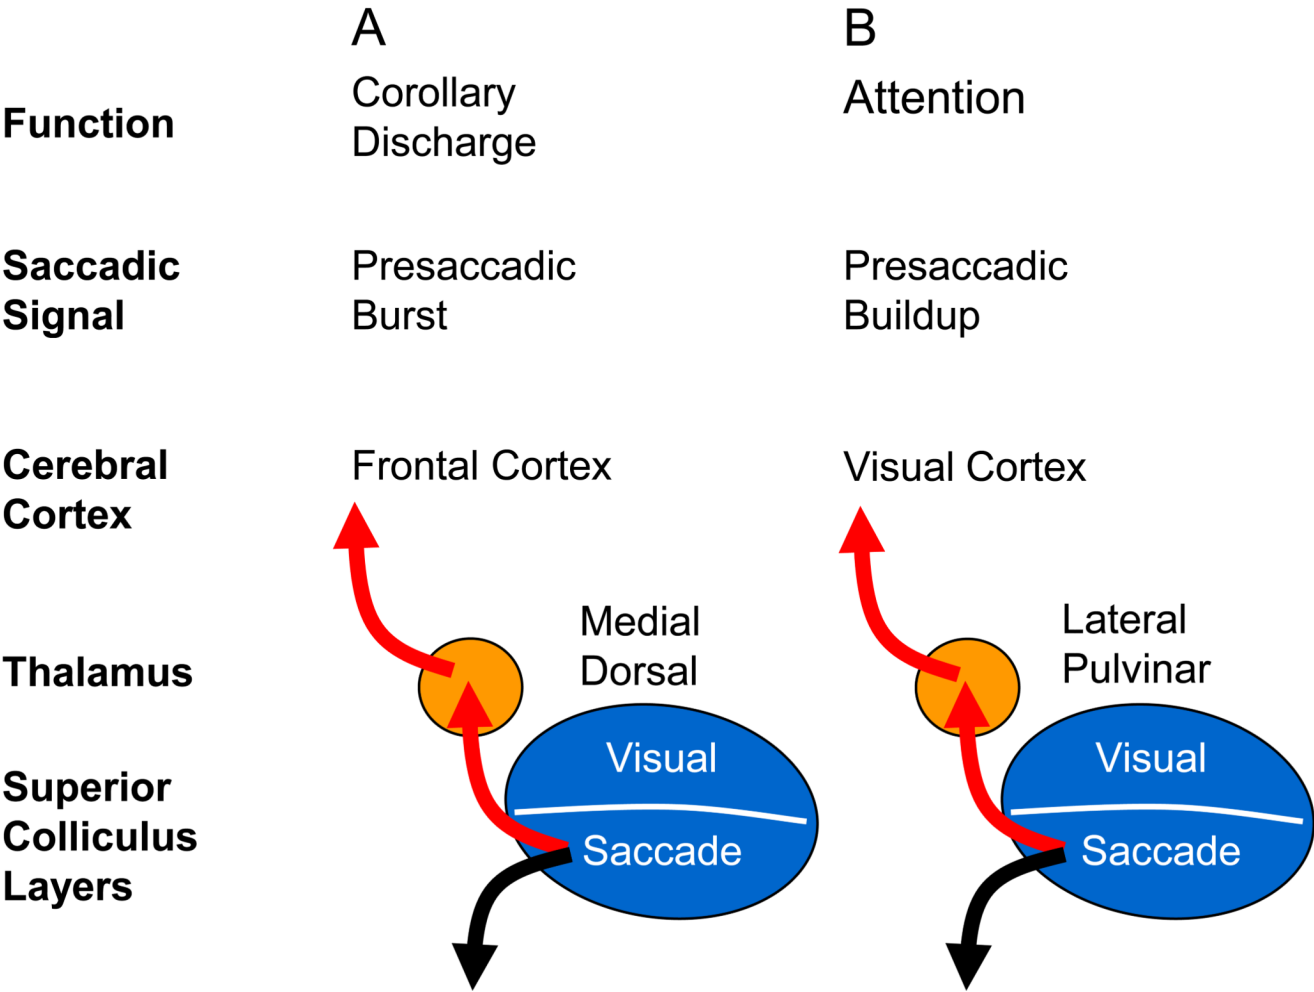 A
B
Function
Corollary
Discharge
Attention
Saccadic
Signal
Presaccadic
Burst
Presaccadic
Buildup
Cerebral
Cortex
Frontal Cortex
Visual Cortex
Thalamus
Medial
Dorsal
Lateral
Pulvinar
Superior
Colliculus
Layers
Visual
Saccade
Visual
Saccade